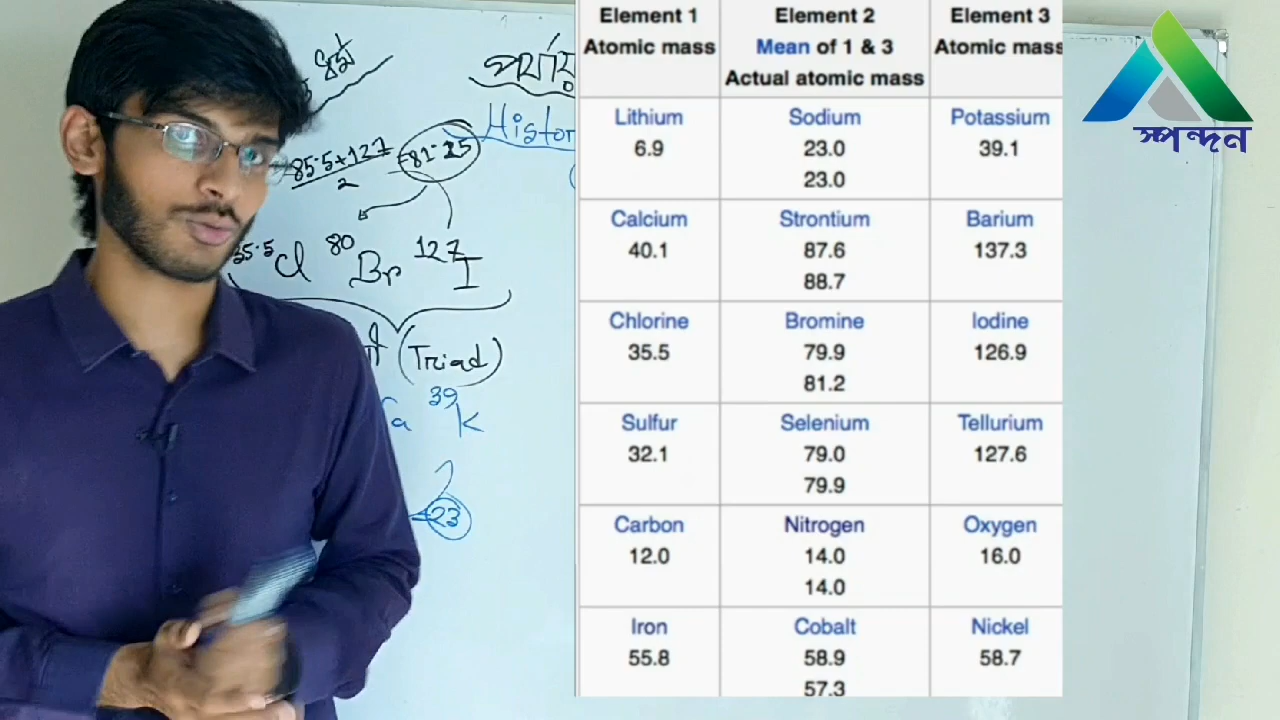 Element 1
Atomic mass
Element 2
Mean of 1 & 3
Actual atomic mass
Element 3
Atomic mass
Lithium
6.9
Sodium
23.0
23.0
Potassium
39.1
Calcium
40.1
Strontium
87.6
88.7
Barium
137.3
Chlorine
35.5
Bromine
79.9
81.2
Iodine
126.9
Sulfur
32.1
Selenium
79.0
79.9
Tellurium
127.6
Carbon
12.0
Nitrogen
14.0
14.0
Oxygen
16.0
Iron
55.8
Cobalt
58.9
57.3
Nickel
58.7
স্পন্দন
পর্যায়
Histor
35.5+127
2
=81.25
35.5 Cl 80 Br 127 I
(Triad)
a 39 K
=23